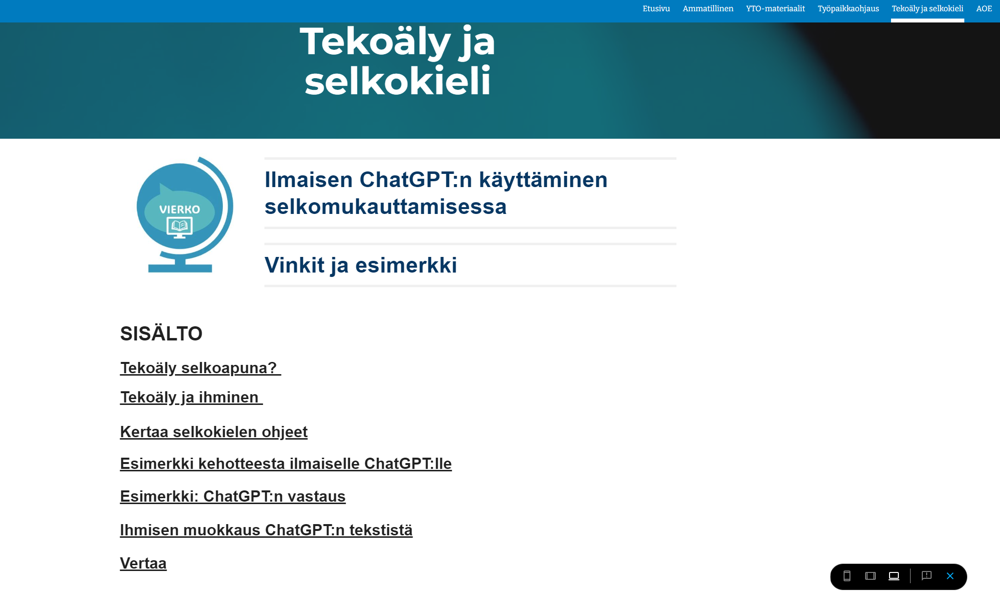 Etusivu Ammatillinen YTO-materiaalit Työpaikkaohjaus Tekoäly ja selkokieli AOE
Tekoäly ja
selkokieli
VIERKO
Ilmaisen ChatGPT:n käyttäminen
selkomukauttamisessa
Vinkit ja esimerkki
SISÄLTO
Tekoäly selkoapuna?
Tekoäly ja ihminen
Kertaa selkokielen ohjeet
Esimerkki kehotteesta ilmaiselle ChatGPT:lle
Esimerkki: ChatGPT:n vastaus
Ihmisen muokkaus ChatGPT:n tekstistä
Vertaa